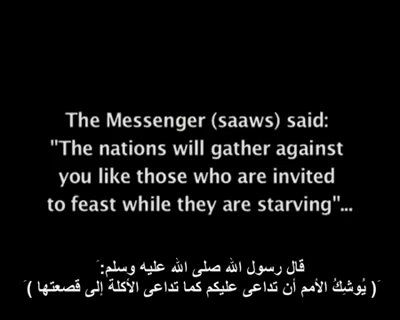 The Messenger (saaws) said:
"The nations will gather against
you like those who are invited
to feast while they are starving"...
قال رسول الله صلى الله عليه وسلم:َ
َ( يُوشِكُ الأمم أن تداعى عليكم كما تداعى الأكلة إلى قصعتها )َ